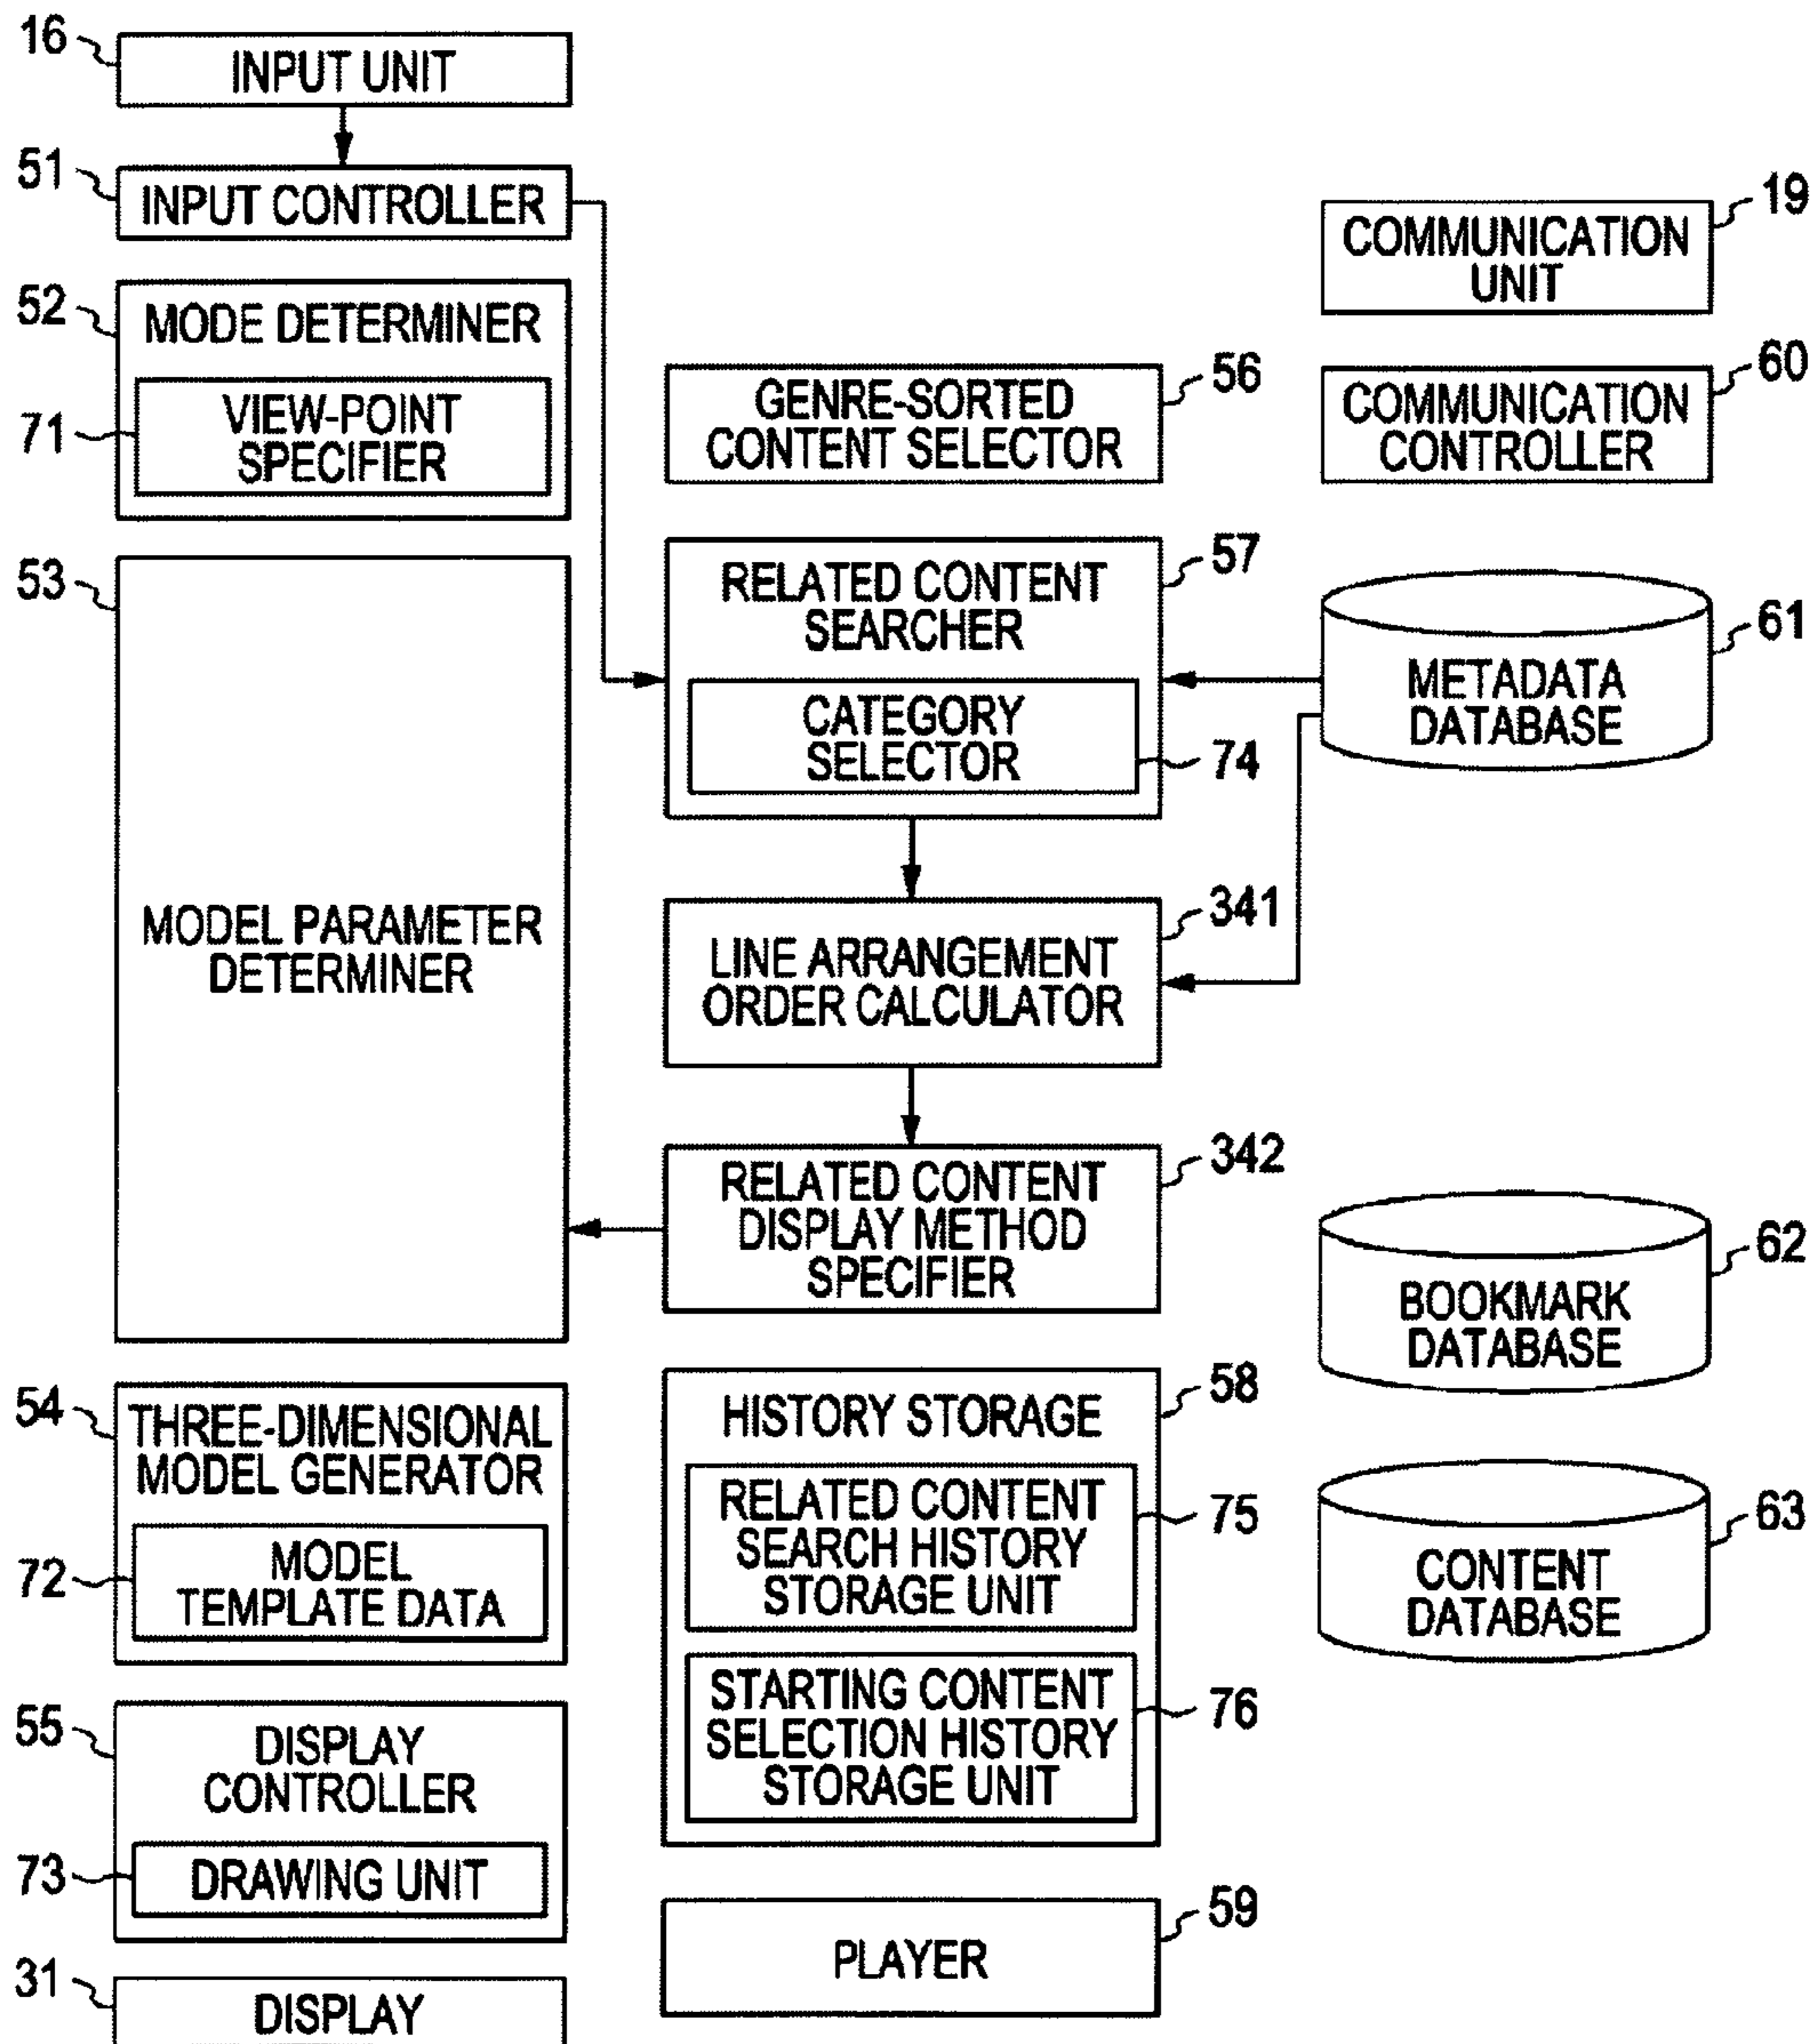 16
INPUT UNIT
51
INPUT CONTROLLER
52
MODE DETERMINER
71
VIEW-POINT
SPECIFIER
53
MODEL PARAMETER
DETERMINER
54
THREE-DIMENSIONAL
MODEL GENERATOR
72
MODEL
TEMPLATE DATA
55
DISPLAY
CONTROLLER
73
DRAWING UNIT
31
DISPLAY
GENRE-SORTED
CONTENT SELECTOR
56
RELATED CONTENT
SEARCHER
57
CATEGORY
SELECTOR
74
LINE ARRANGEMENT
ORDER CALCULATOR
341
RELATED CONTENT
DISPLAY METHOD
SPECIFIER
342
HISTORY STORAGE
58
RELATED CONTENT
SEARCH HISTORY
STORAGE UNIT
75
STARTING CONTENT
SELECTION HISTORY
STORAGE UNIT
76
PLAYER
59
COMMUNICATION
UNIT
19
COMMUNICATION
CONTROLLER
60
METADATA
DATABASE
61
BOOKMARK
DATABASE
62
CONTENT
DATABASE
63